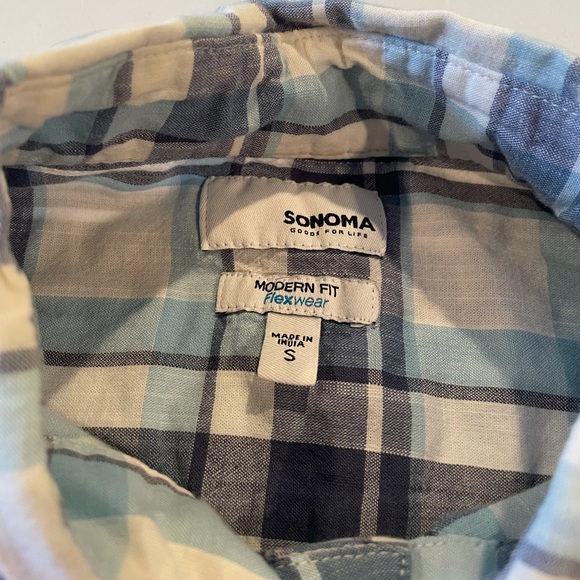 SONOMA
GOODS FOR LIFE
MODERN FIT
Flexwear
MADE IN
INDIA
S